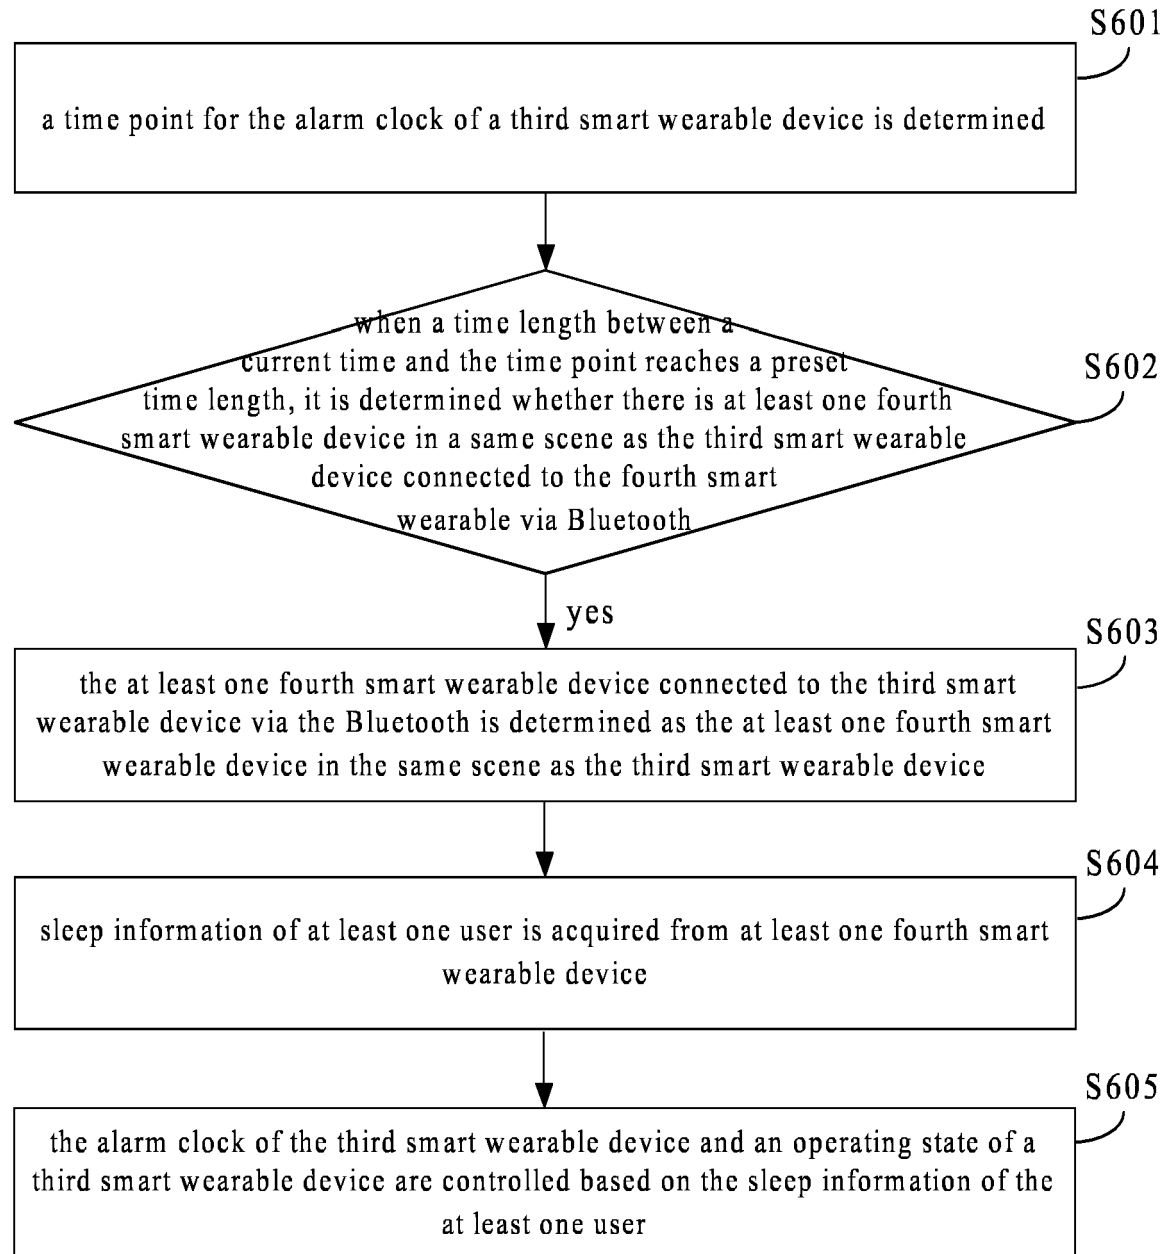 S601
a time point for the alarm clock of a third smart wearable device is determined
when a time length between a
current time and the time point reaches a preset
time length, it is determined whether there is at least one fourth
smart wearable device in a same scene as the third smart wearable
device connected to the fourth smart
wearable via Bluetooth
S602
yes
S603
the at least one fourth smart wearable device connected to the third smart
wearable device via the Bluetooth is determined as the at least one fourth smart
wearable device in the same scene as the third smart wearable device
S604
sleep information of at least one user is acquired from at least one fourth smart
wearable device
S605
the alarm clock of the third smart wearable device and an operating state of a
third smart wearable device are controlled based on the sleep information of the
at least one user